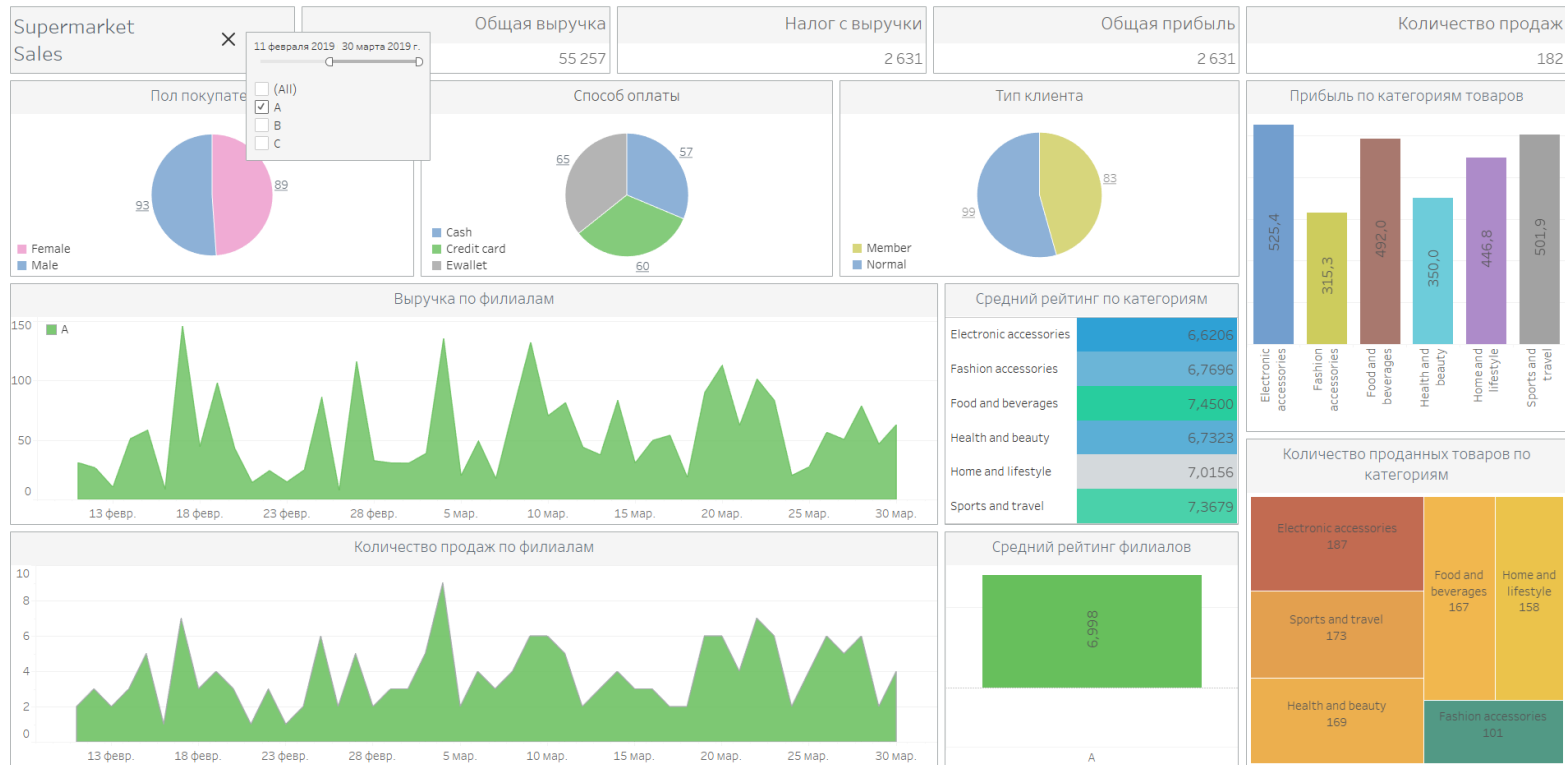 Supermarket
Sales
Общая выручка
55 257
Налог с выручки
2 631
Общая прибыль
2 631
Количество продаж
182
11 февраля 2019
30 марта 2019 г.
(All)
A
B
C
Пол покупате
89
93
Female
Male
Способ оплаты
57
65
60
Cash
Credit card
Ewallet
Тип клиента
83
99
Member
Normal
Прибыль по категориям товаров
525,4
315,3
492,0
350,0
446,8
501,9
Electronic
accessories
Fashion
accessories
Food and
beverages
Health and
beauty
Home and
lifestyle
Sports and
travel
Выручка по филиалам
A
150
100
50
0
13 февр.
18 февр.
23 февр.
28 февр.
5 мар.
10 мар.
15 мар.
20 мар.
25 мар.
30 мар.
Средний рейтинг по категориям
Electronic accessories 6,6206
Fashion accessories 6,7696
Food and beverages 7,4500
Health and beauty 6,7323
Home and lifestyle 7,0156
Sports and travel 7,3679
Количество проданных товаров по
категориям
Electronic accessories
187
Sports and travel
173
Health and beauty
169
Food and
beverages
167
Home and
lifestyle
158
Fashion accessories
101
Количество продаж по филиалам
10
8
6
4
2
0
13 февр.
18 февр.
23 февр.
28 февр.
5 мар.
10 мар.
15 мар.
20 мар.
25 мар.
30 мар.
Средний рейтинг филиалов
6,998
A